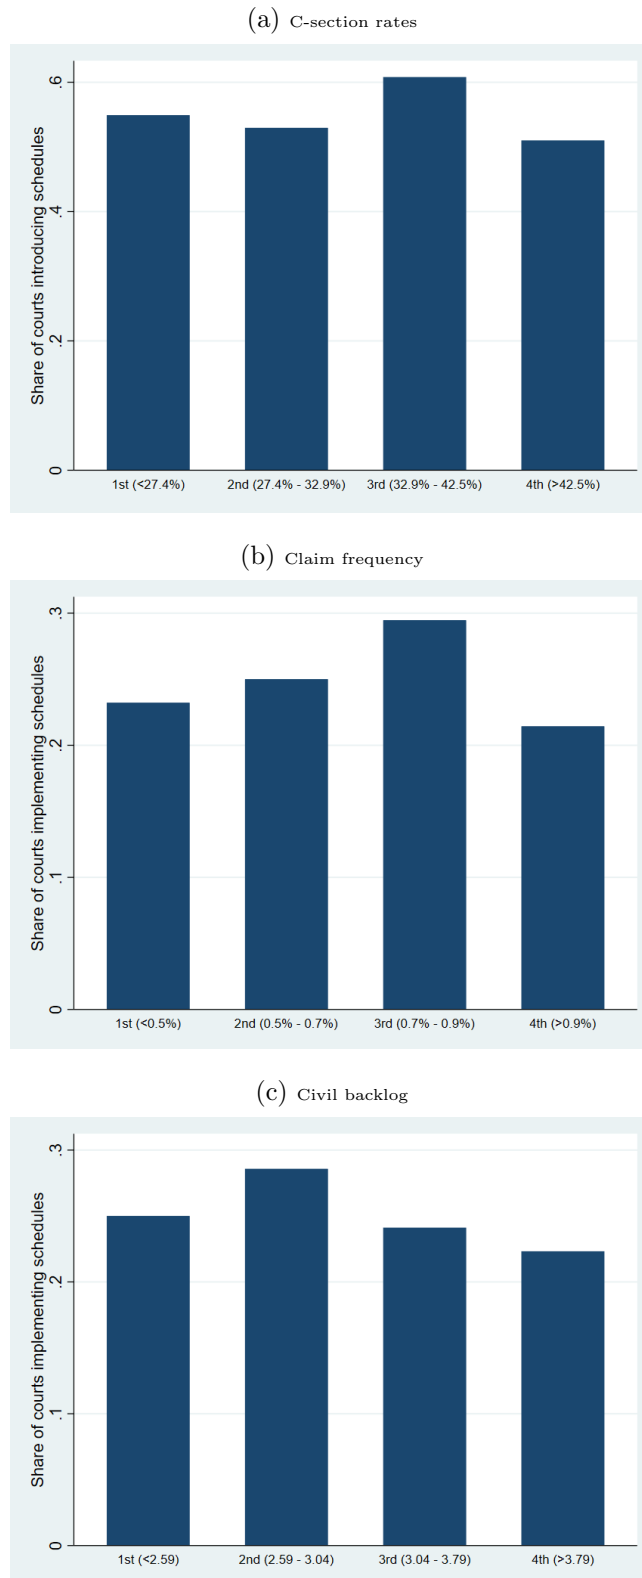 (a) C-section rates
Share of courts introducing schedules
.6
.4
.2
0
1st (<27.4%) 2nd (27.4% - 32.9%) 3rd (32.9% - 42.5%) 4th (>42.5%)
(b) Claim frequency
Share of courts implementing schedules
.3
.2
.1
0
1st (<0.5%) 2nd (0.5% - 0.7%) 3rd (0.7% - 0.9%) 4th (>0.9%)
(c) Civil backlog
Share of courts implementing schedules
.3
.2
.1
0
1st (<2.59) 2nd (2.59 - 3.04) 3rd (3.04 - 3.79) 4th (>3.79)